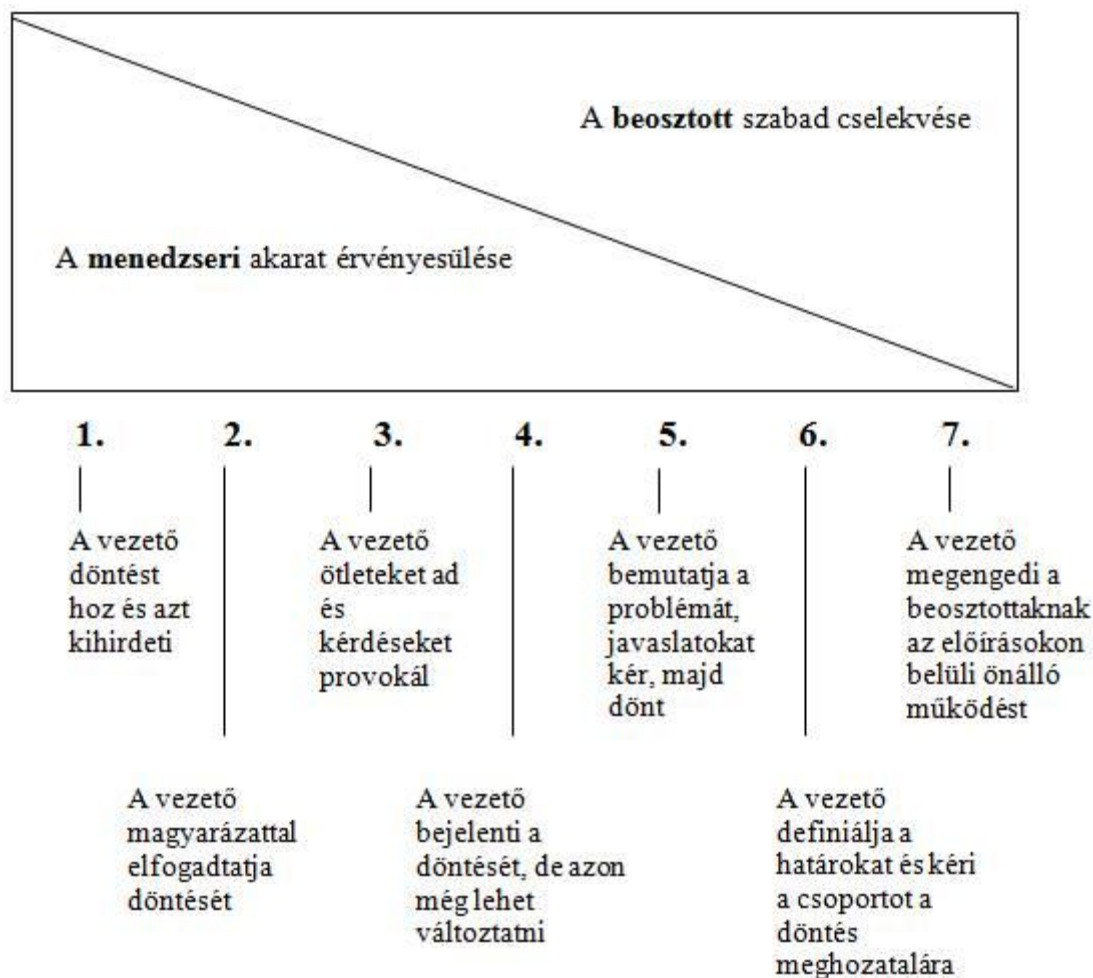 A beosztott szabad cselekvése
A menedzseri akarat érvényesülése
1. 2. 3. 4. 5. 6. 7.
A vezető
döntést
hoz és azt
kihirdeti
A vezető
magyarázattal
elfogadtatja
döntését
A vezető
ötleteket ad
és
kérdéseket
provokál
A vezető
bejelenti a
döntését, de azon
még lehet
változtatni
A vezető
bemutatja a
problémát,
javaslatokat
kér, majd
dönt
A vezető
definiálja a
határokat és kéri
a csoportot a
döntés
meghozatalára
A vezető
megengedi a
beosztottaknak
az előírásokon
belüli önálló
működést